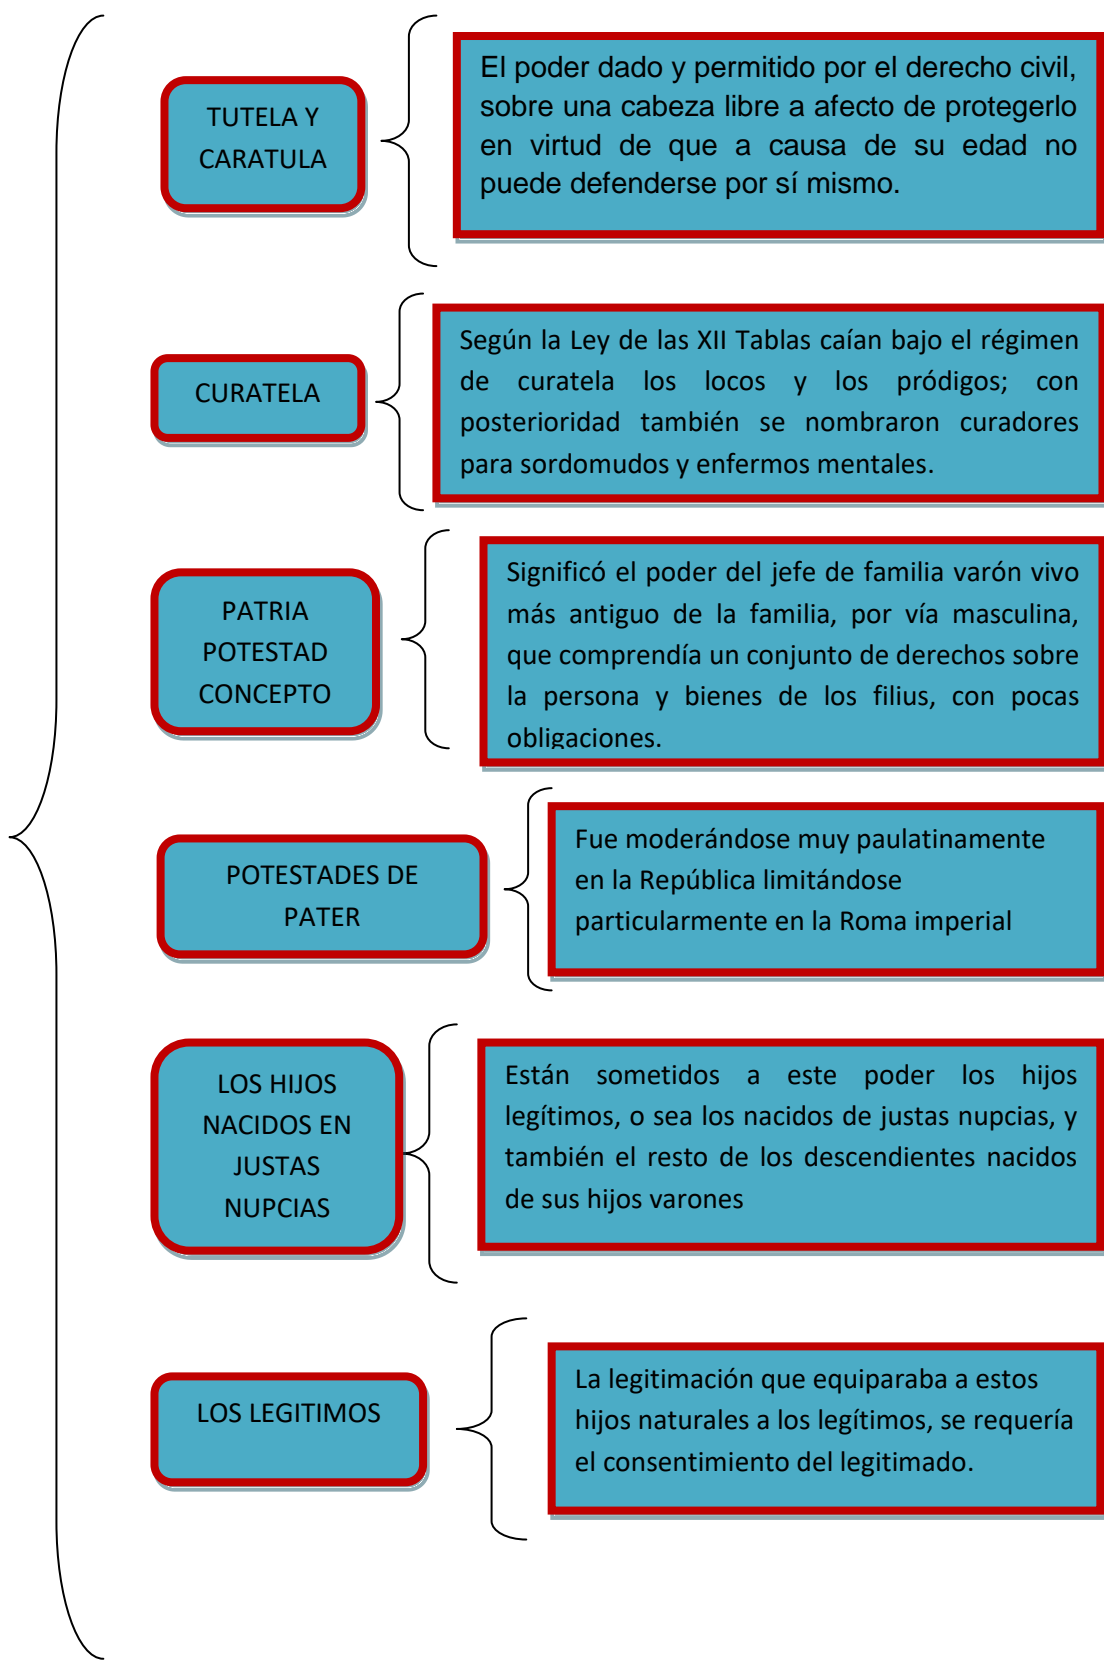 TUTELA Y
CARATULA
El poder dado y permitido por el derecho civil,
sobre una cabeza libre a afecto de protegerlo
en virtud de que a causa de su edad no
puede defenderse por sí mismo.
CURATELA
Según la Ley de las XII Tablas caían bajo el régimen
de curatela los locos y los pródigos; con
posterioridad también se nombraron curadores
para sordomudos y enfermos mentales.
PATRIA
POTESTAD
CONCEPTO
Significó el poder del jefe de familia varón vivo
más antiguo de la familia, por vía masculina,
que comprendía un conjunto de derechos sobre
la persona y bienes de los filius, con pocas
obligaciones.
POTESTADES DE
PATER
Fue moderándose muy paulatinamente
en la República limitándose
particularmente en la Roma imperial
LOS HIJOS
NACIDOS EN
JUSTAS
NUPCIAS
Están sometidos a este poder los hijos
legítimos, o sea los nacidos de justas nupcias, y
también el resto de los descendientes nacidos
de sus hijos varones
LOS LEGITIMOS
La legitimación que equiparaba a estos
hijos naturales a los legítimos, se requería
el consentimiento del legitimado.